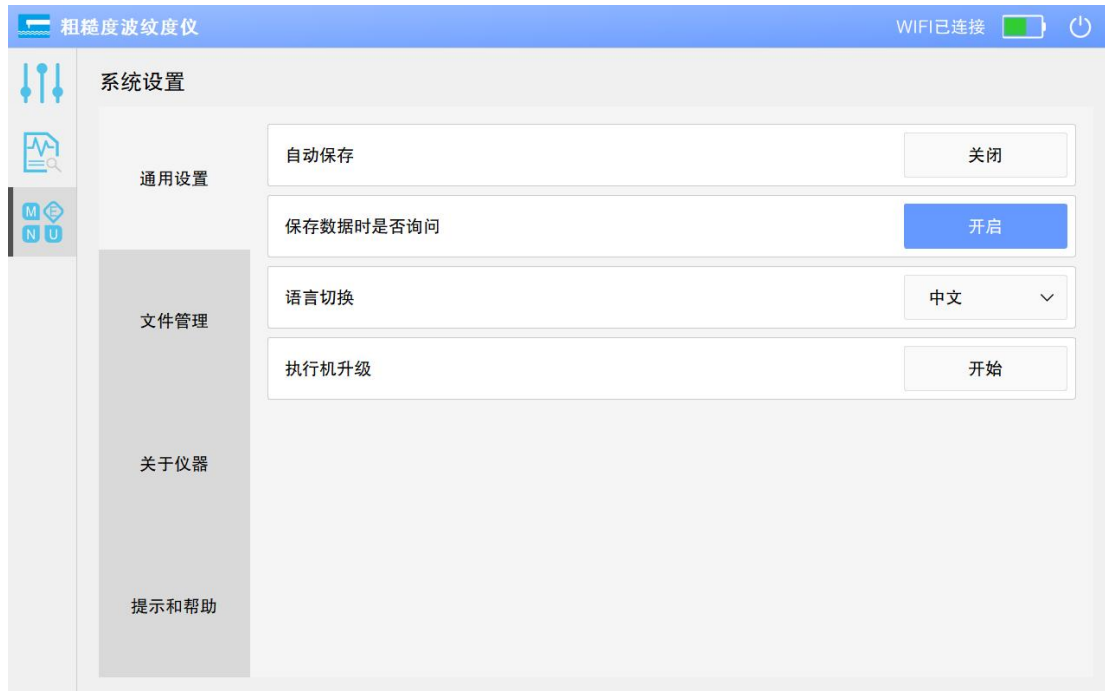 粗糙度波纹度仪
WIFI已连接
系统设置
通用设置
文件管理
关于仪器
提示和帮助
自动保存 关闭
保存数据时是否询问 开启
语言切换 中文
执行机升级 开始
M E
N U